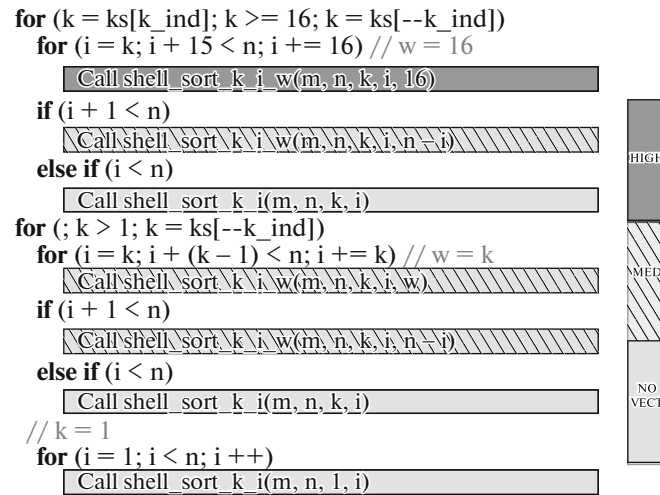 for (k = ks[k_ind]; k >= 16; k = ks[--k_ind])
for (i = k; i + 15 < n; i += 16) // w = 16
Call shell_sort_k_i_w(m, n, k, i, 16)
if (i + 1 < n)
Call shell_sort_k_i_w(m, n, k, i, n – i)
else if (i < n)
Call shell_sort_k_i(m, n, k, i)
for (; k > 1; k = ks[--k_ind])
for (i = k; i + (k – 1) < n; i += k) // w = k
Call shell_sort_k_i_w(m, n, k, i, w)
if (i + 1 < n)
Call shell_sort_k_i_w(m, n, k, i, n – i)
else if (i < n)
Call shell_sort_k_i(m, n, k, i)
// k = 1
for (i = 1; i < n; i ++)
Call shell_sort_k_i(m, n, 1, i)
HIGH
MED
NO
VECT